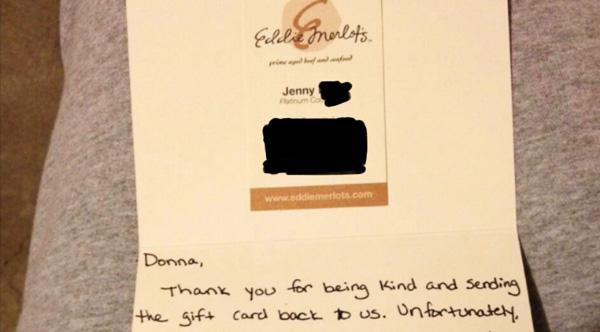 Eddie Merlot's
prime aged beef and seafood
Jenny
Platinum
www.eddiemerlots.com
Donna,
Thank you for being kind and sending
the gift card back to us. Unfortunately,